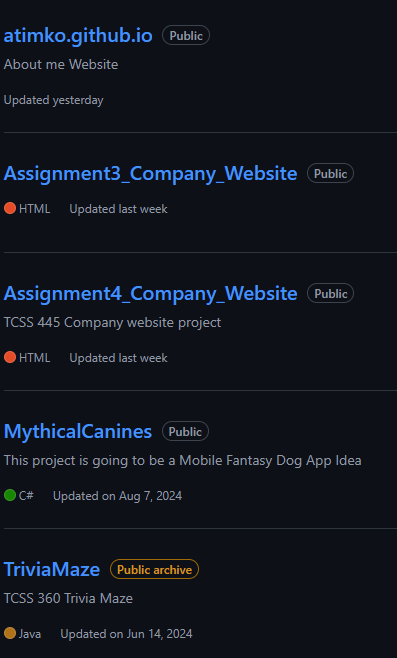 atimko.github.io Public
About me Website
Updated yesterday
Assignment3_Company_Website Public
HTML Updated last week
Assignment4_Company_Website Public
TCSS 445 Company website project
HTML Updated last week
MythicalCanines Public
This project is going to be a Mobile Fantasy Dog App Idea
C# Updated on Aug 7, 2024
TriviaMaze Public archive
TCSS 360 Trivia Maze
Java Updated on Jun 14, 2024